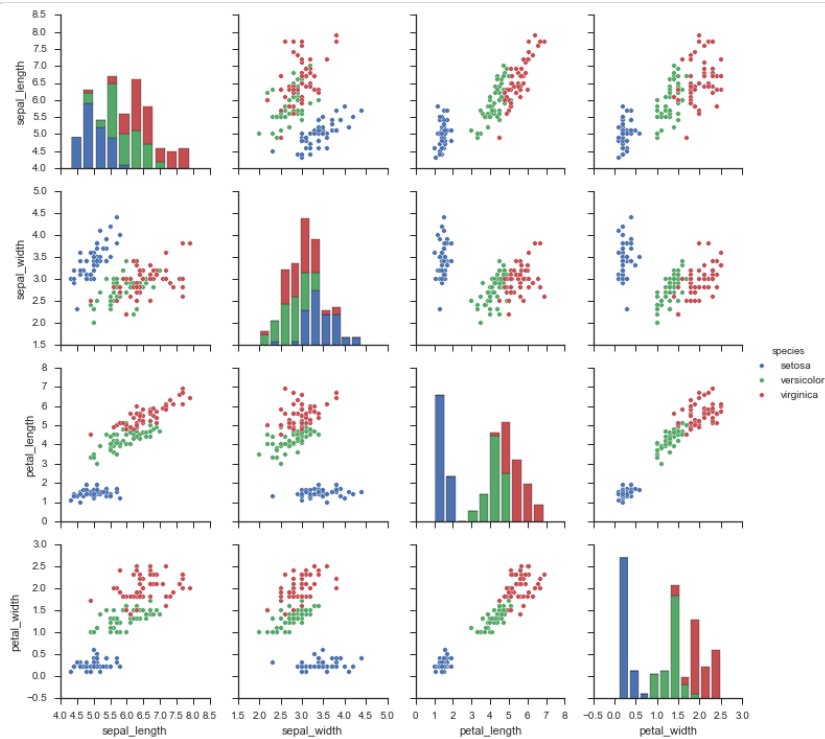 8.5
8.0
7.5
7.0
6.5
6.0
5.5
5.0
4.5
4.0
sepal_length
5.0
4.5
4.0
3.5
3.0
2.5
2.0
1.5
sepal_width
species
setosa
versicolor
virginica
8
7
6
5
4
3
2
1
0
petal_length
3.0
2.5
2.0
1.5
1.0
0.5
0.0
−0.5
petal_width
4.0 4.5 5.0 5.5 6.0 6.5 7.0 7.5 8.0 8.5
sepal_length
1.5 2.0 2.5 3.0 3.5 4.0 4.5 5.0
sepal_width
0 1 2 3 4 5 6 7 8
petal_length
−0.5 0.0 0.5 1.0 1.5 2.0 2.5 3.0
petal_width